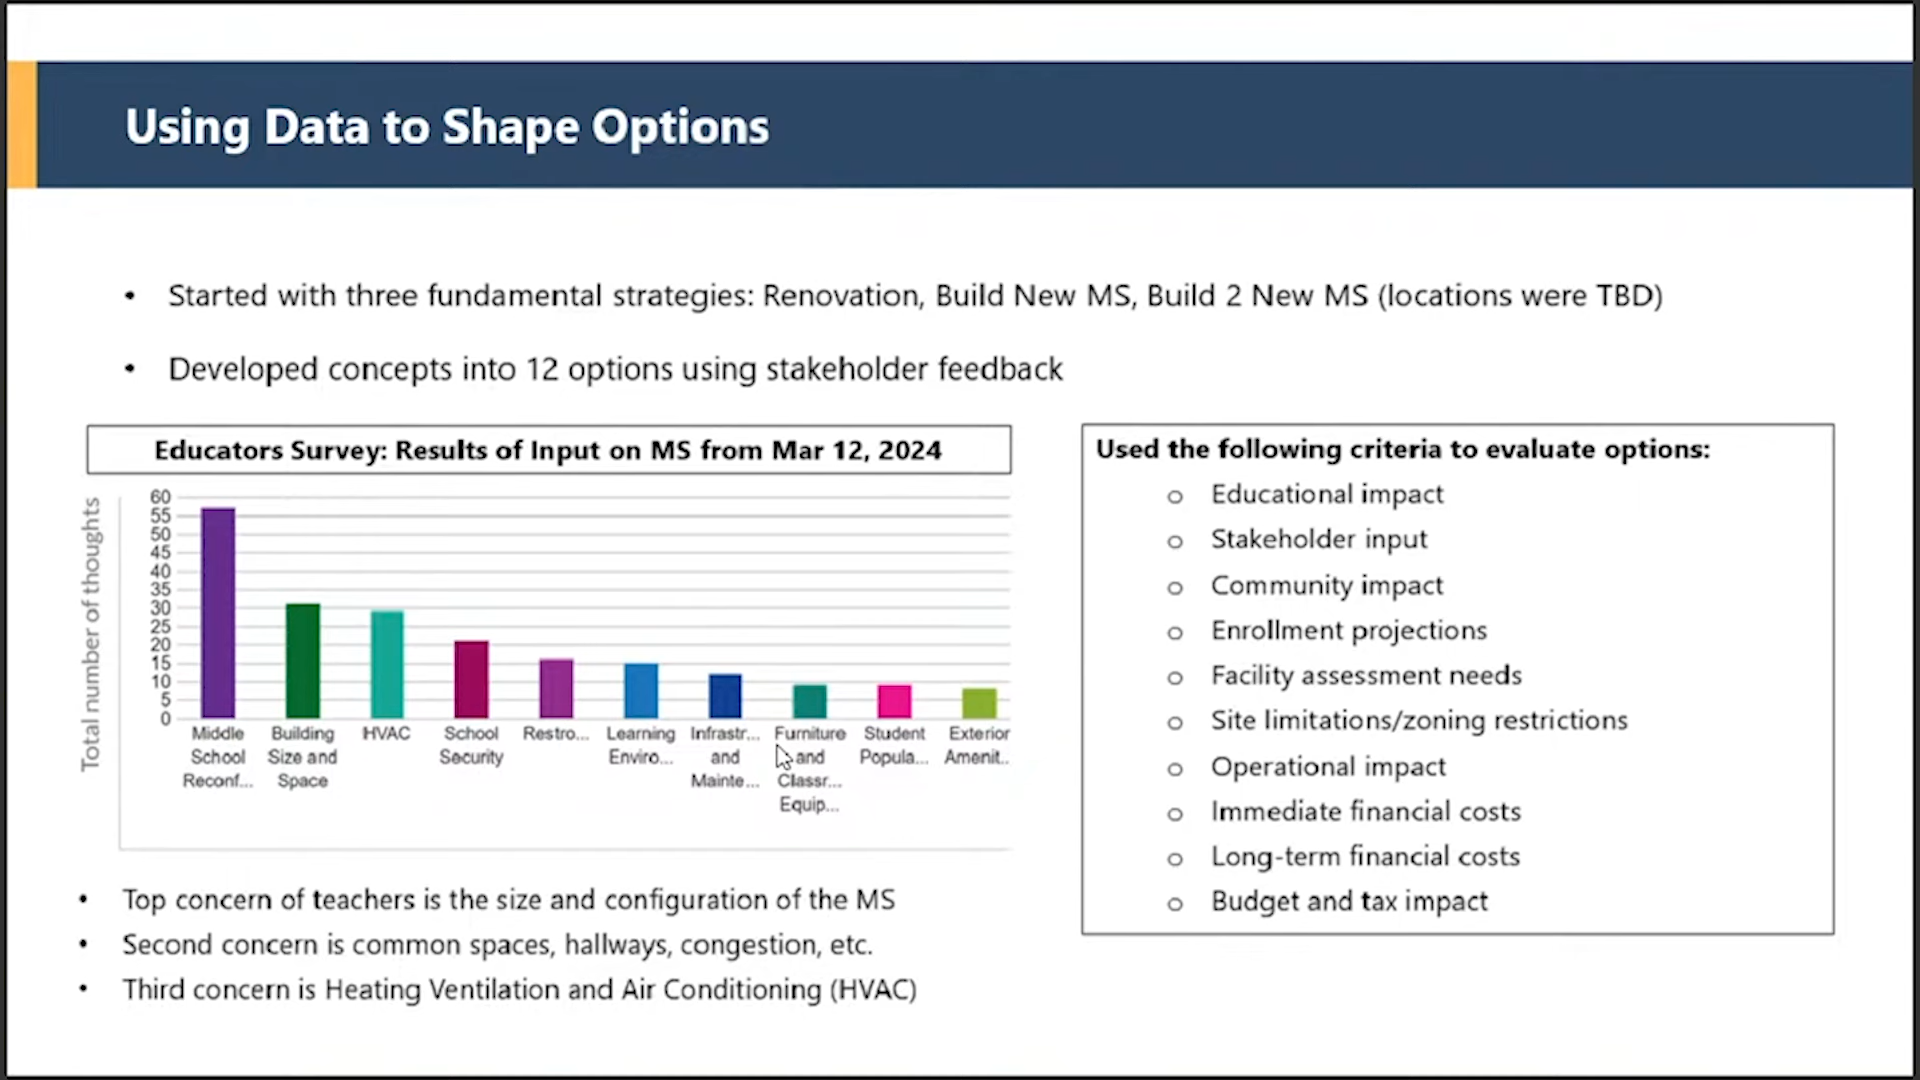 Using Data to Shape Options
• Started with three fundamental strategies: Renovation, Build New MS, Build 2 New MS (locations were TBD)
• Developed concepts into 12 options using stakeholder feedback
Educators Survey: Results of Input on MS from Mar 12, 2024
Total number of thoughts
60
55
50
45
40
35
30
25
20
15
10
5
0
Middle
School
Reconf...
Building
Size and
Space
HVAC
School
Security
Restro...
Learning
Enviro...
Infrastr...
and
Mainte...
Furniture
and
Classr...
Equip...
Student
Popula...
Exterior
Amenit..
• Top concern of teachers is the size and configuration of the MS
• Second concern is common spaces, hallways, congestion, etc.
• Third concern is Heating Ventilation and Air Conditioning (HVAC)
Used the following criteria to evaluate options:
o Educational impact
o Stakeholder input
o Community impact
o Enrollment projections
o Facility assessment needs
o Site limitations/zoning restrictions
o Operational impact
o Immediate financial costs
o Long-term financial costs
o Budget and tax impact